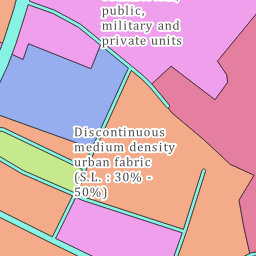 public,
military and
private units
Discontinuous
medium density
urban fabric
(S.L. : 30% -
50%)